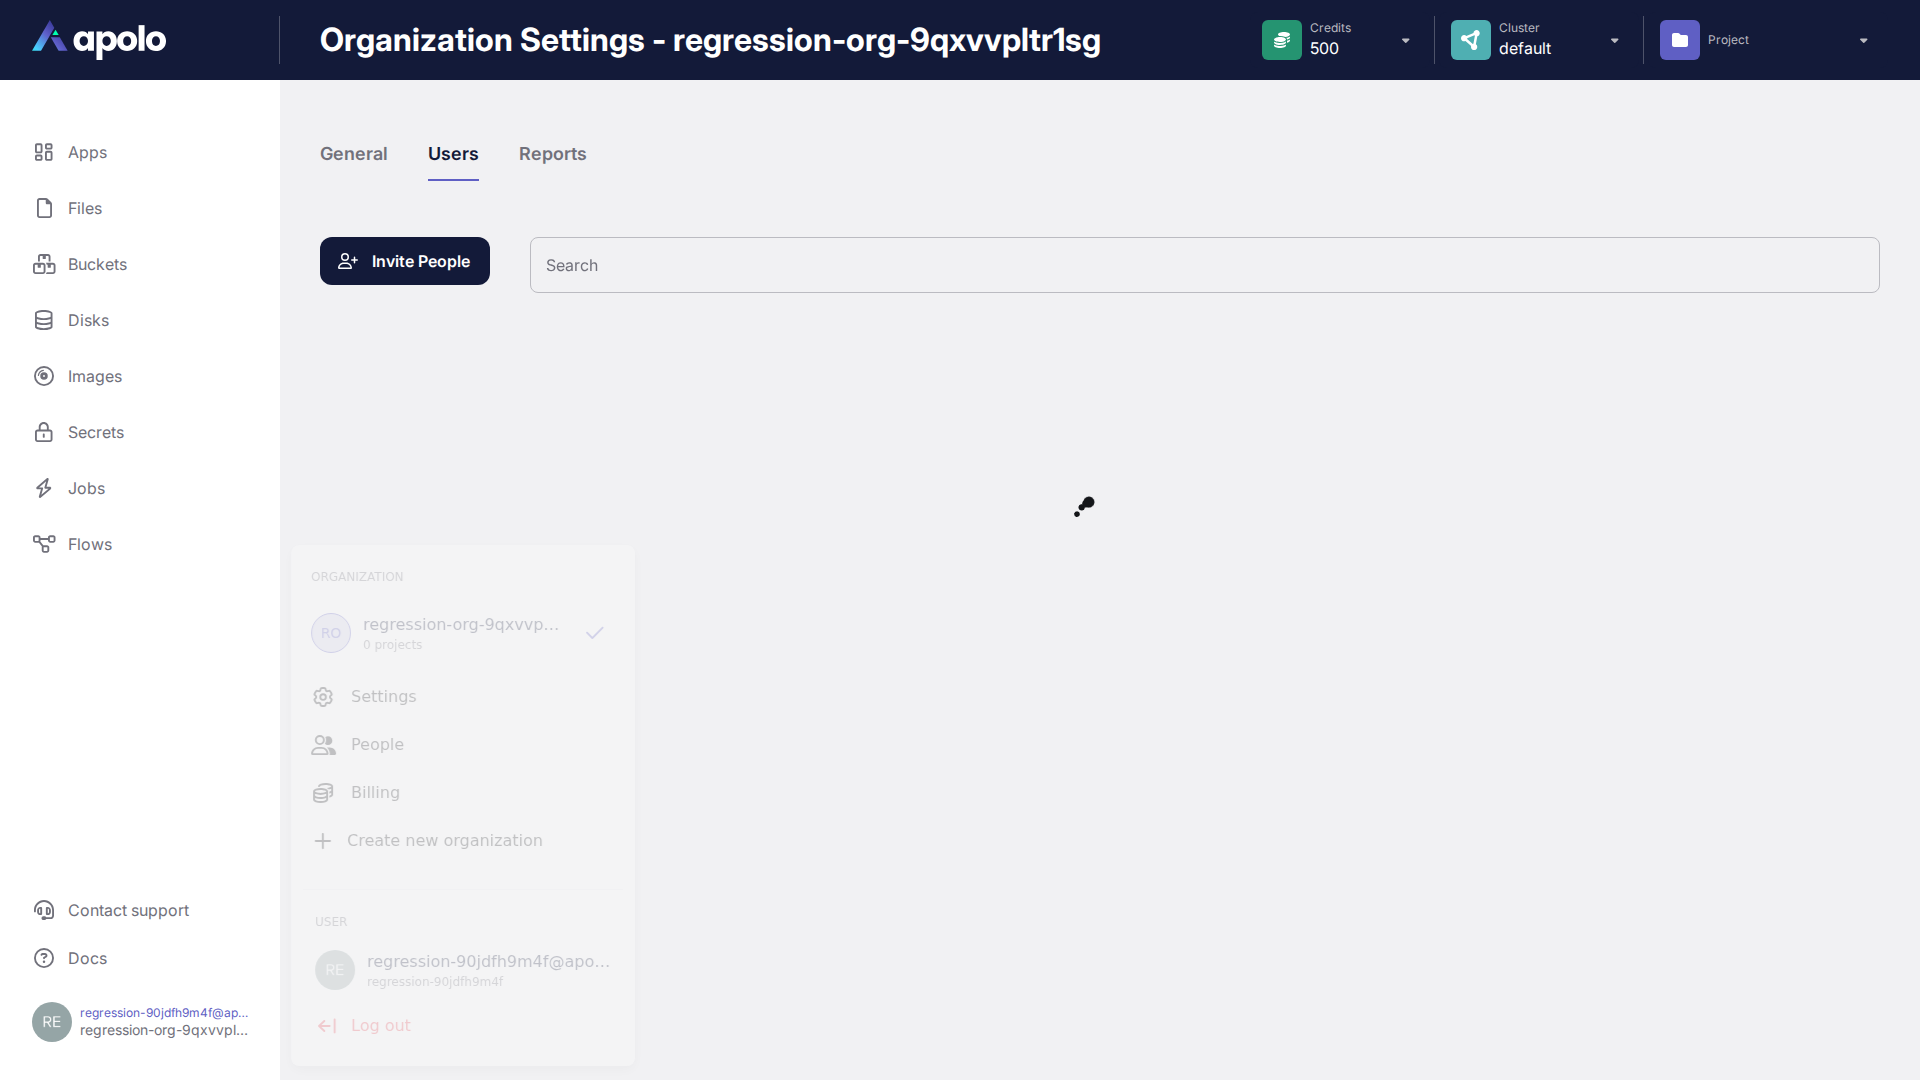 apolo
Organization Settings - regression-org-9qxvvpltr1sg
Credits
500
Cluster
default
Project
Apps
Files
Buckets
Disks
Images
Secrets
Jobs
Flows
Contact support
Docs
RE
regression-90jdfh9m4f@ap...
regression-org-9qxvvpl...
General
Users
Reports
Invite People
Search
ORGANIZATION
RO
regression-org-9qxvvp...
0 projects
Settings
People
Billing
Create new organization
USER
RE
regression-90jdfh9m4f@apo...
regression-90jdfh9m4f
Log out